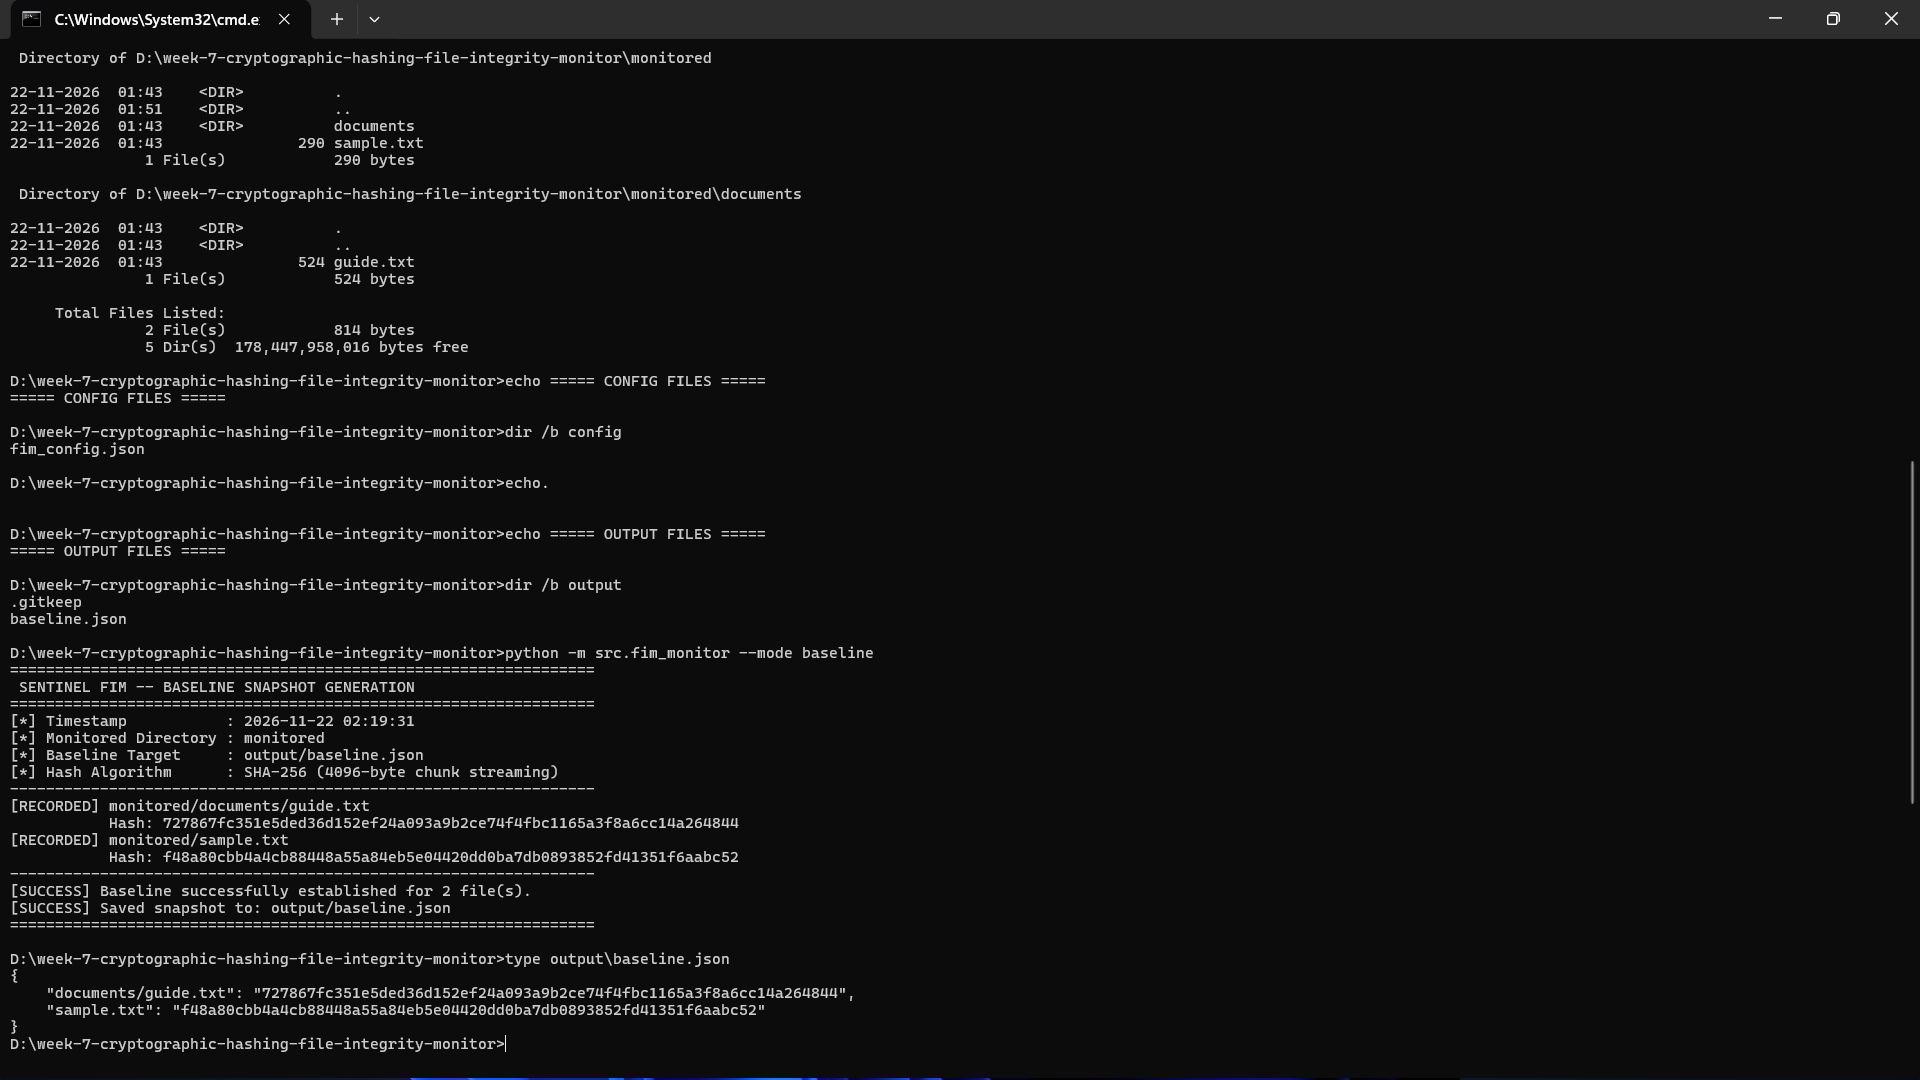 C:\Windows\System32\cmd.e
Directory of D:\week-7-cryptographic-hashing-file-integrity-monitor\monitored
22-11-2026  01:43    <DIR>          .
22-11-2026  01:51    <DIR>          ..
22-11-2026  01:43    <DIR>          documents
22-11-2026  01:43               290 sample.txt
               1 File(s)            290 bytes
Directory of D:\week-7-cryptographic-hashing-file-integrity-monitor\monitored\documents
22-11-2026  01:43    <DIR>          .
22-11-2026  01:43    <DIR>          ..
22-11-2026  01:43               524 guide.txt
               1 File(s)            524 bytes
     Total Files Listed:
               2 File(s)            814 bytes
               5 Dir(s)  178,447,958,016 bytes free
D:\week-7-cryptographic-hashing-file-integrity-monitor>echo ===== CONFIG FILES =====
===== CONFIG FILES =====
D:\week-7-cryptographic-hashing-file-integrity-monitor>dir /b config
fim_config.json
D:\week-7-cryptographic-hashing-file-integrity-monitor>echo.
D:\week-7-cryptographic-hashing-file-integrity-monitor>echo ===== OUTPUT FILES =====
===== OUTPUT FILES =====
D:\week-7-cryptographic-hashing-file-integrity-monitor>dir /b output
.gitkeep
baseline.json
D:\week-7-cryptographic-hashing-file-integrity-monitor>python -m src.fim_monitor --mode baseline
=================================================================
 SENTINEL FIM -- BASELINE SNAPSHOT GENERATION
=================================================================
[*] Timestamp           : 2026-11-22 02:19:31
[*] Monitored Directory : monitored
[*] Baseline Target     : output/baseline.json
[*] Hash Algorithm      : SHA-256 (4096-byte chunk streaming)
-----------------------------------------------------------------
[RECORDED] monitored/documents/guide.txt
           Hash: 727867fc351e5ded36d152ef24a093a9b2ce74f4fbc1165a3f8a6cc14a264844
[RECORDED] monitored/sample.txt
           Hash: f48a80cbb4a4cb88448a55a84eb5e04420dd0ba7db0893852fd41351f6aabc52
-----------------------------------------------------------------
[SUCCESS] Baseline successfully established for 2 file(s).
[SUCCESS] Saved snapshot to: output/baseline.json
=================================================================
D:\week-7-cryptographic-hashing-file-integrity-monitor>type output\baseline.json
{
    "documents/guide.txt": "727867fc351e5ded36d152ef24a093a9b2ce74f4fbc1165a3f8a6cc14a264844",
    "sample.txt": "f48a80cbb4a4cb88448a55a84eb5e04420dd0ba7db0893852fd41351f6aabc52"
}
D:\week-7-cryptographic-hashing-file-integrity-monitor>